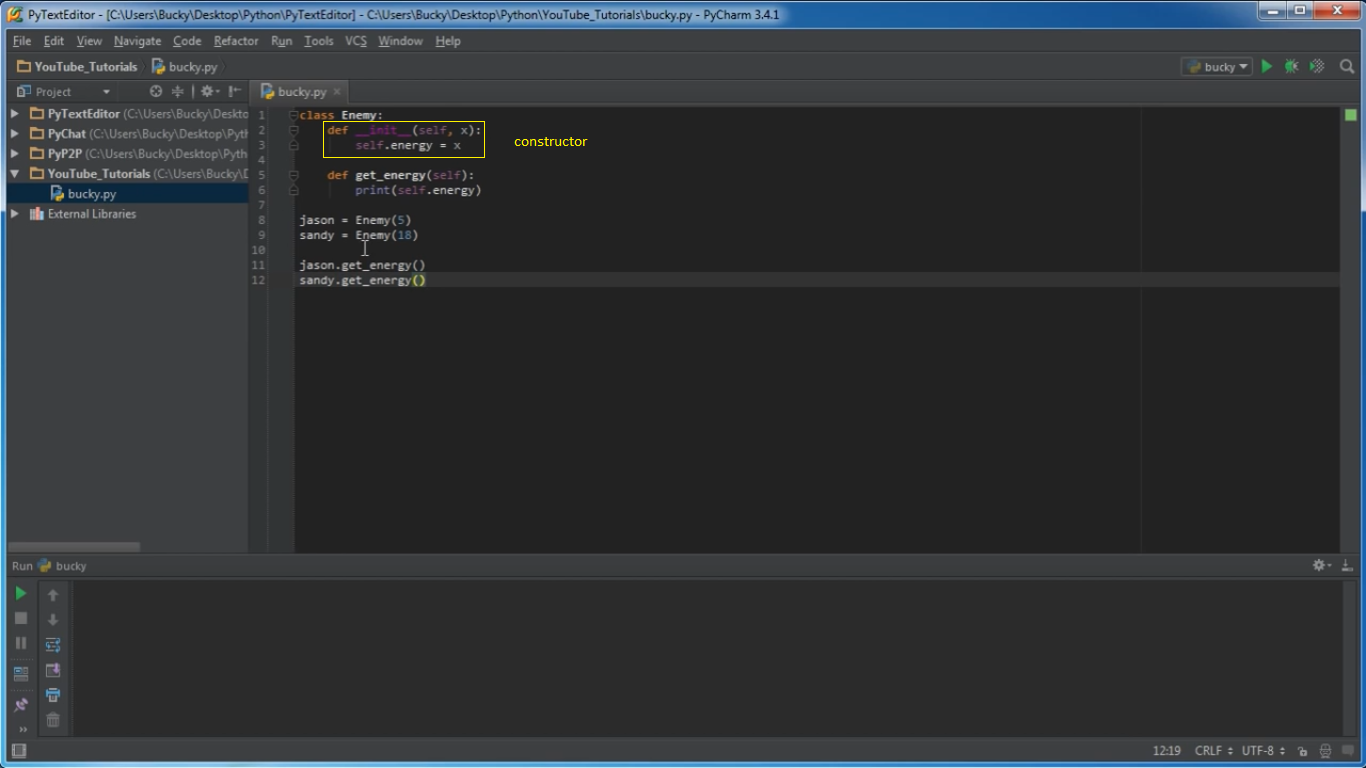 PyTextEditor - [C:\Users\Bucky\Desktop\Python\PyTextEditor] - C:\Users\Bucky\Desktop\Python\YouTube_Tutorials\bucky.py - PyCharm 3.4.1
File Edit View Navigate Code Refactor Run Tools VCS Window Help
YouTube_Tutorials bucky.py bucky
Project
bucky.py
PyTextEditor (C:\Users\Bucky\Deskto
PyChat (C:\Users\Bucky\Desktop\Pyth
PyP2P (C:\Users\Bucky\Desktop\Pyth
YouTube_Tutorials (C:\Users\Bucky\D
bucky.py
External Libraries
1 class Enemy:
2 def __init__(self, x):
3 self.energy = x
constructor
4
5 def get_energy(self):
6 print(self.energy)
7
8 jason = Enemy(5)
9 sandy = Enemy(18)
10
11 jason.get_energy()
12 sandy.get_energy()
Run bucky
12:19 CRLF UTF-8